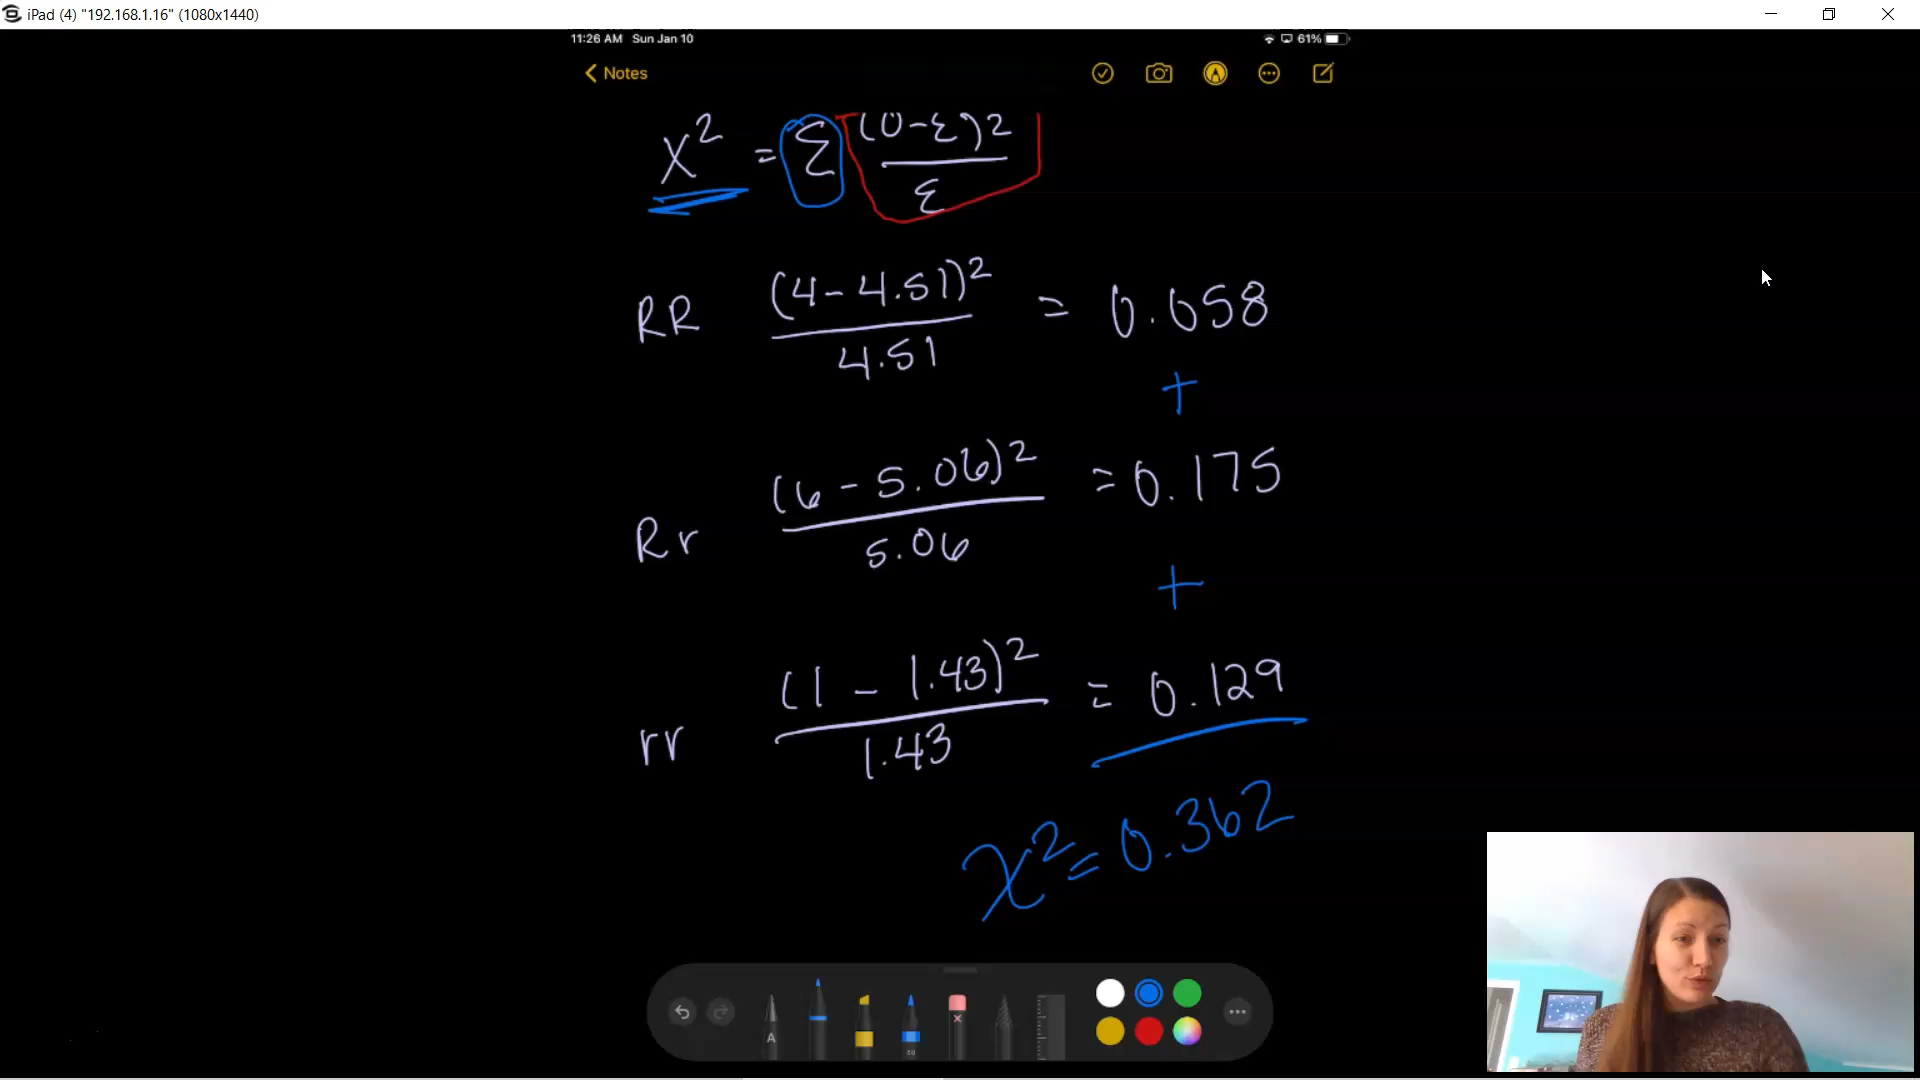 iPad (4) "192.168.1.16" (1080x1440)
11:26 AM Sun Jan 10 61%
Notes
X² = Σ (O-E)² / E
RR (4-4.51)² / 4.51 = 0.058
+
Rr (6-5.06)² / 5.06 = 0.175
+
rr (1-1.43)² / 1.43 = 0.129
χ² = 0.362
A